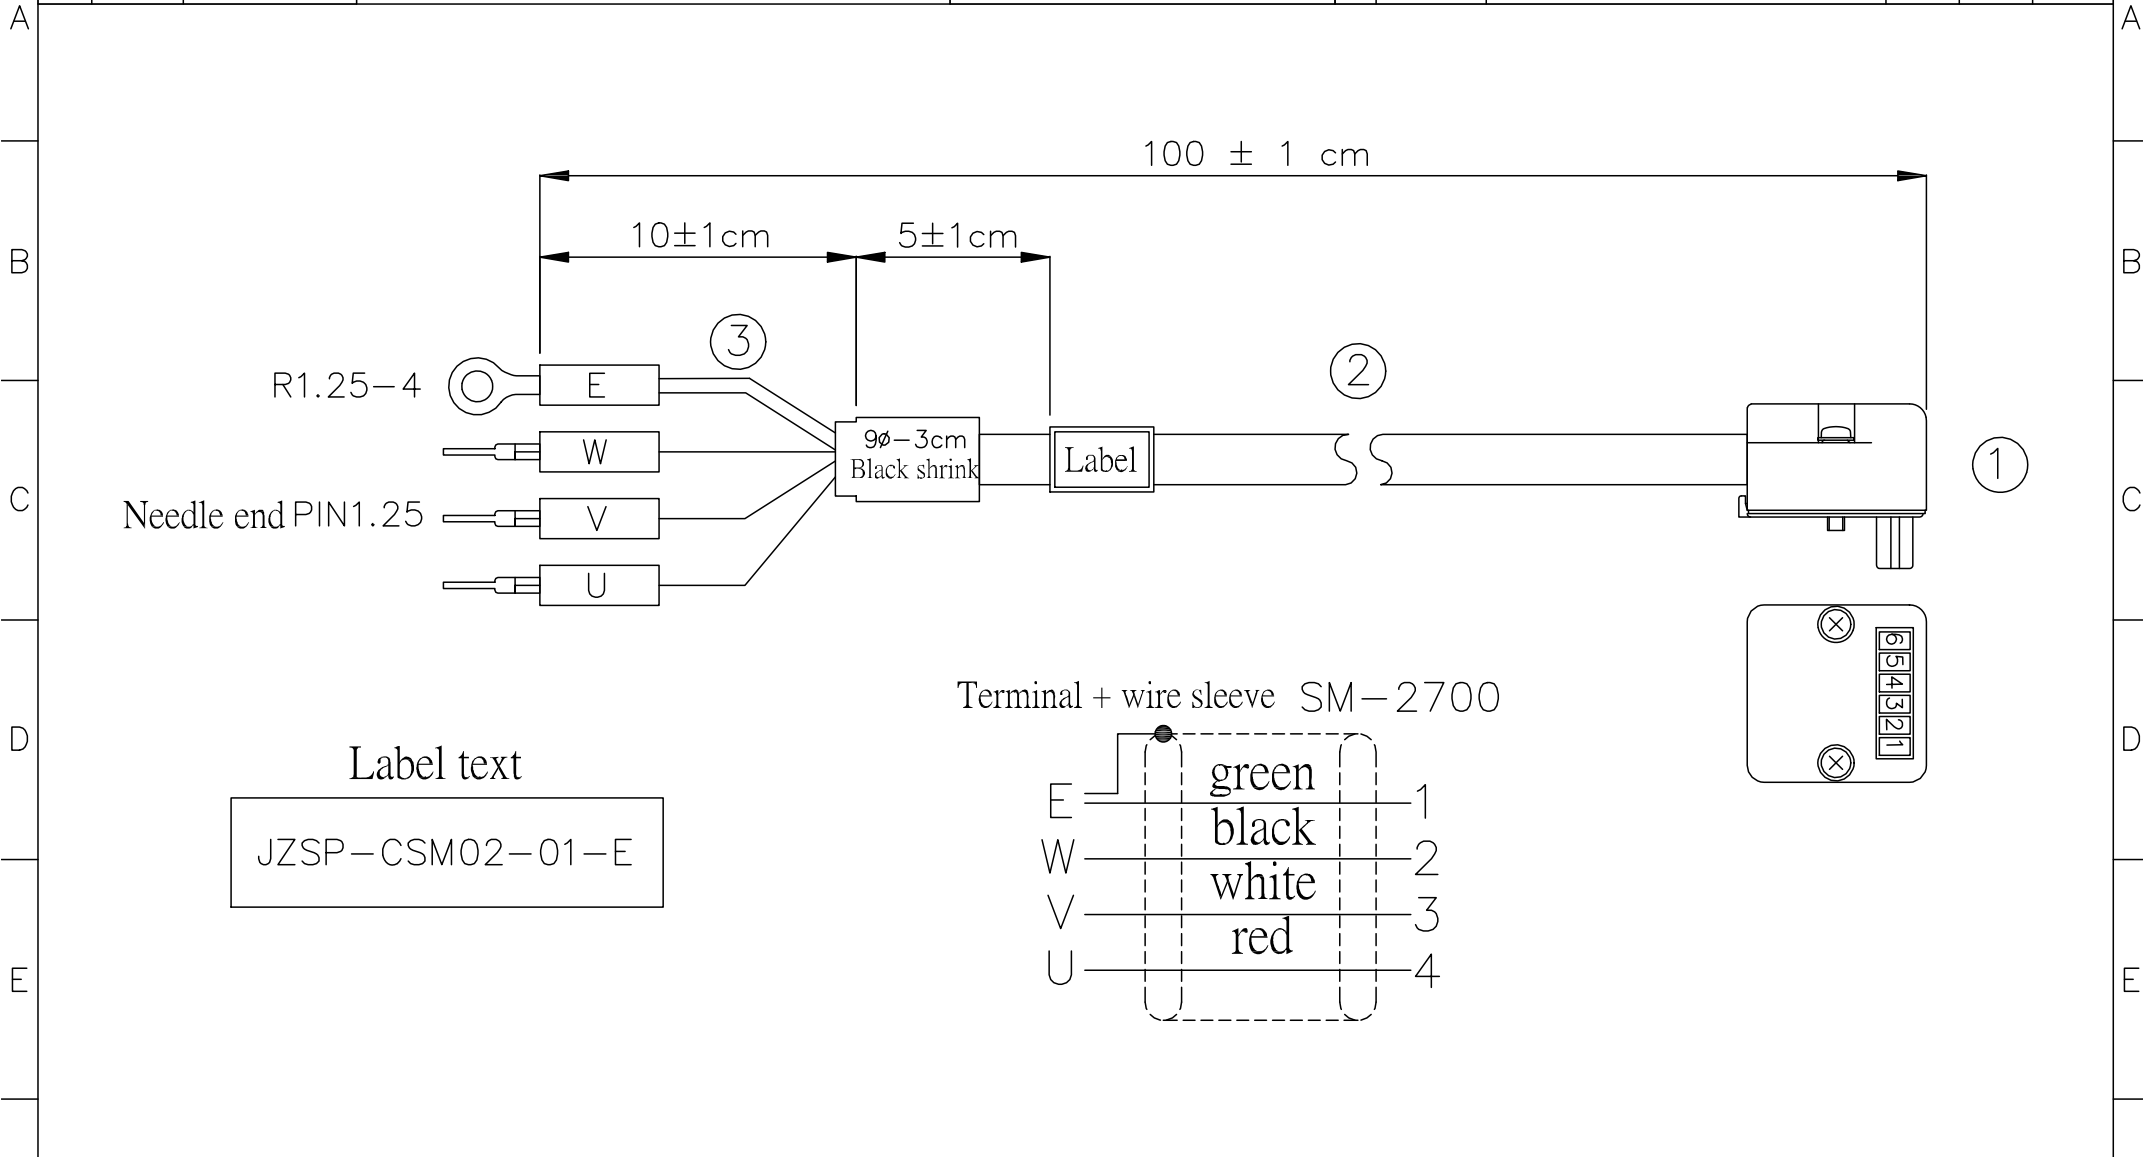 A A
100 ± 1 cm
10±1cm 5±1cm
B B
3
2
R1.25-4 E
9ø-3cm
W Label 1
Black shrink
C C
Needle end PIN1.25 V
U
6
5
4
3
2
1
Terminal + wire sleeve SM-2700
D D
Label text
green
E 1
black
JZSP-CSM02-01-E W 2
white
V 3
red
U 4
E E